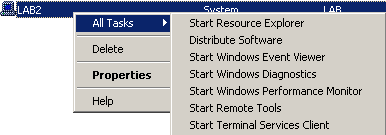 LAB2 System LAB
All Tasks
Delete
Properties
Help
Start Resource Explorer
Distribute Software
Start Windows Event Viewer
Start Windows Diagnostics
Start Windows Performance Monitor
Start Remote Tools
Start Terminal Services Client